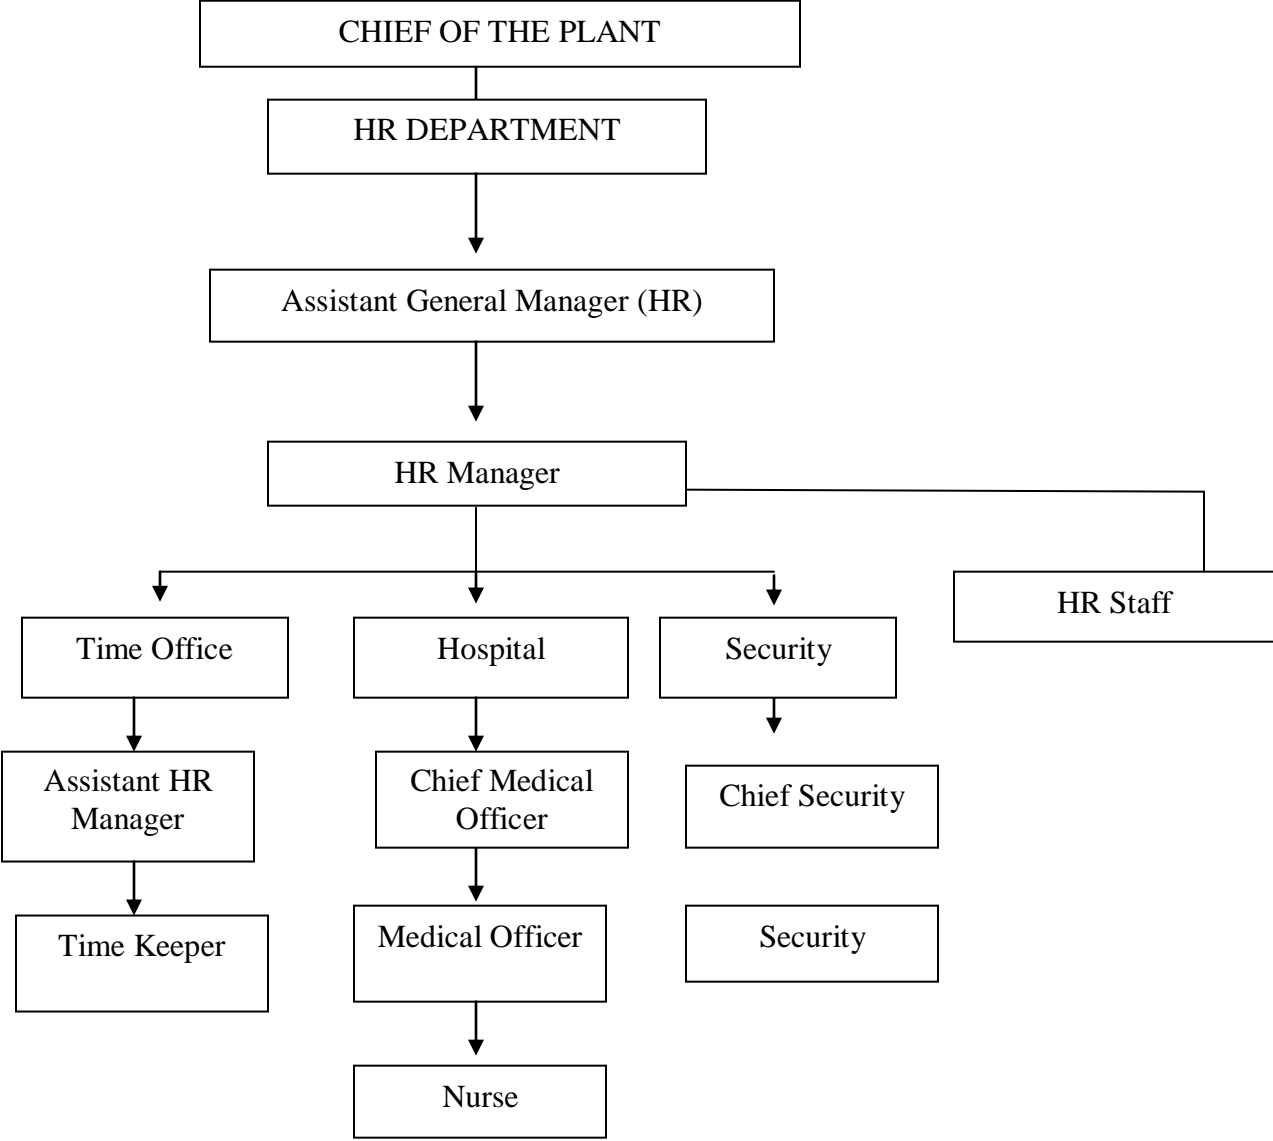 CHIEF OF THE PLANT
HR DEPARTMENT
Assistant General Manager (HR)
HR Manager
HR Staff
Time Office
Hospital
Security
Assistant HR
Manager
Chief Medical
Officer
Chief Security
Time Keeper
Medical Officer
Security
Nurse